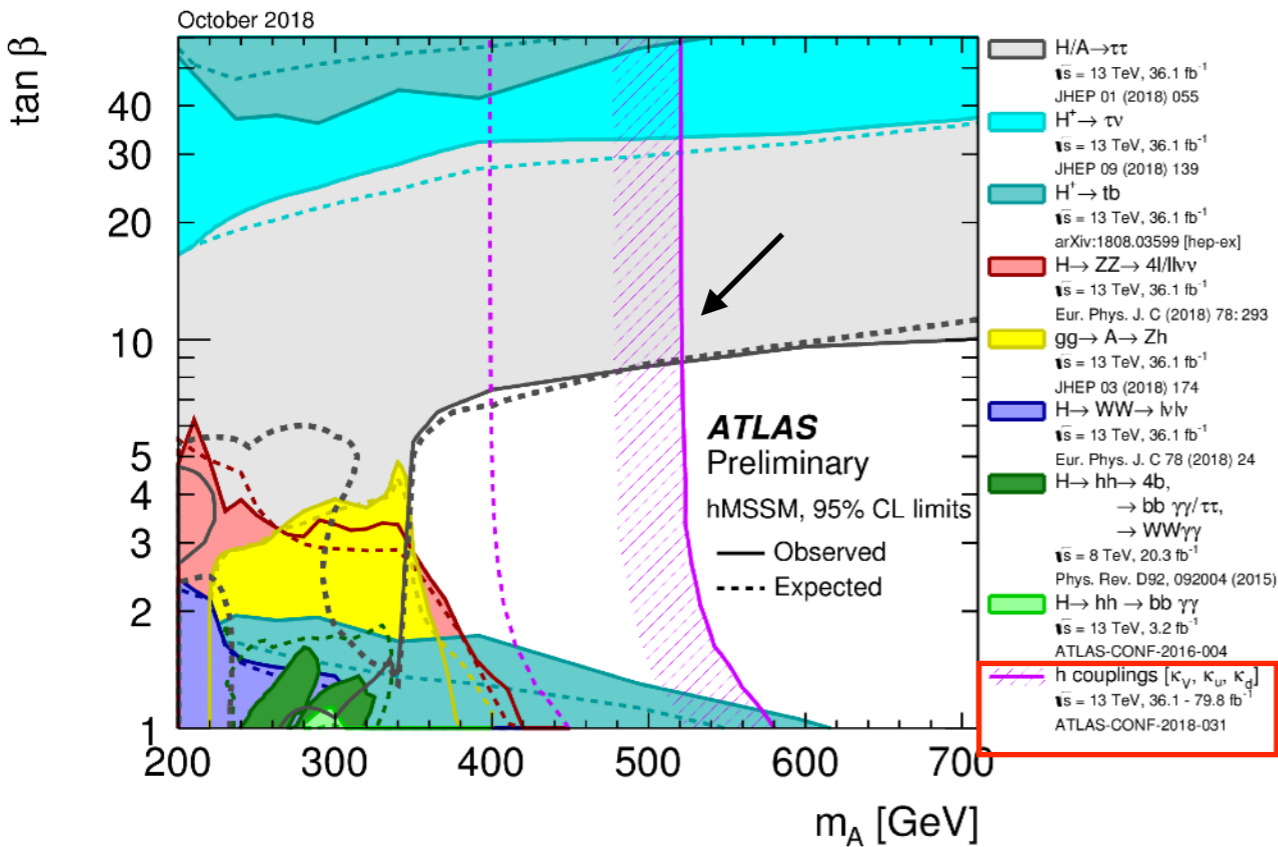 October 2018
tan β
40
30
20
10
5
4
3
2
1
200
300
400
500
600
700
m_A [GeV]
ATLAS
Preliminary
hMSSM, 95% CL limits
Observed
Expected
H/A→ττ
√s = 13 TeV, 36.1 fb⁻¹
JHEP 01 (2018) 055
H⁺→ τν
√s = 13 TeV, 36.1 fb⁻¹
JHEP 09 (2018) 139
H⁺→ tb
√s = 13 TeV, 36.1 fb⁻¹
arXiv:1808.03599 [hep-ex]
H→ ZZ→ 4l/llνν
√s = 13 TeV, 36.1 fb⁻¹
Eur. Phys. J. C (2018) 78: 293
gg→ A→ Zh
√s = 13 TeV, 36.1 fb⁻¹
JHEP 03 (2018) 174
H→ WW→ lνlν
√s = 13 TeV, 36.1 fb⁻¹
Eur. Phys. J. C 78 (2018) 24
H→ hh→ 4b,
→ bb γγ/ττ,
→ WWγγ
√s = 8 TeV, 20.3 fb⁻¹
Phys. Rev. D92, 092004 (2015)
H→ hh → bb γγ
√s = 13 TeV, 3.2 fb⁻¹
ATLAS-CONF-2016-004
h couplings [κ_V, κ_u, κ_d]
√s = 13 TeV, 36.1 - 79.8 fb⁻¹
ATLAS-CONF-2018-031